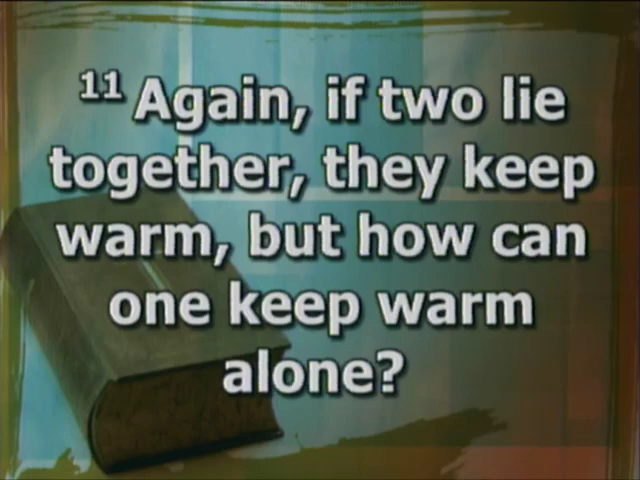 11 Again, if two lie
together, they keep
warm, but how can
one keep warm
alone?